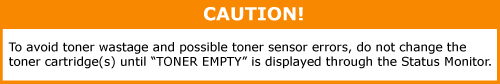 CAUTION!
To avoid toner wastage and possible toner sensor errors, do not change the
toner cartridge(s) until “TONER EMPTY” is displayed through the Status Monitor.